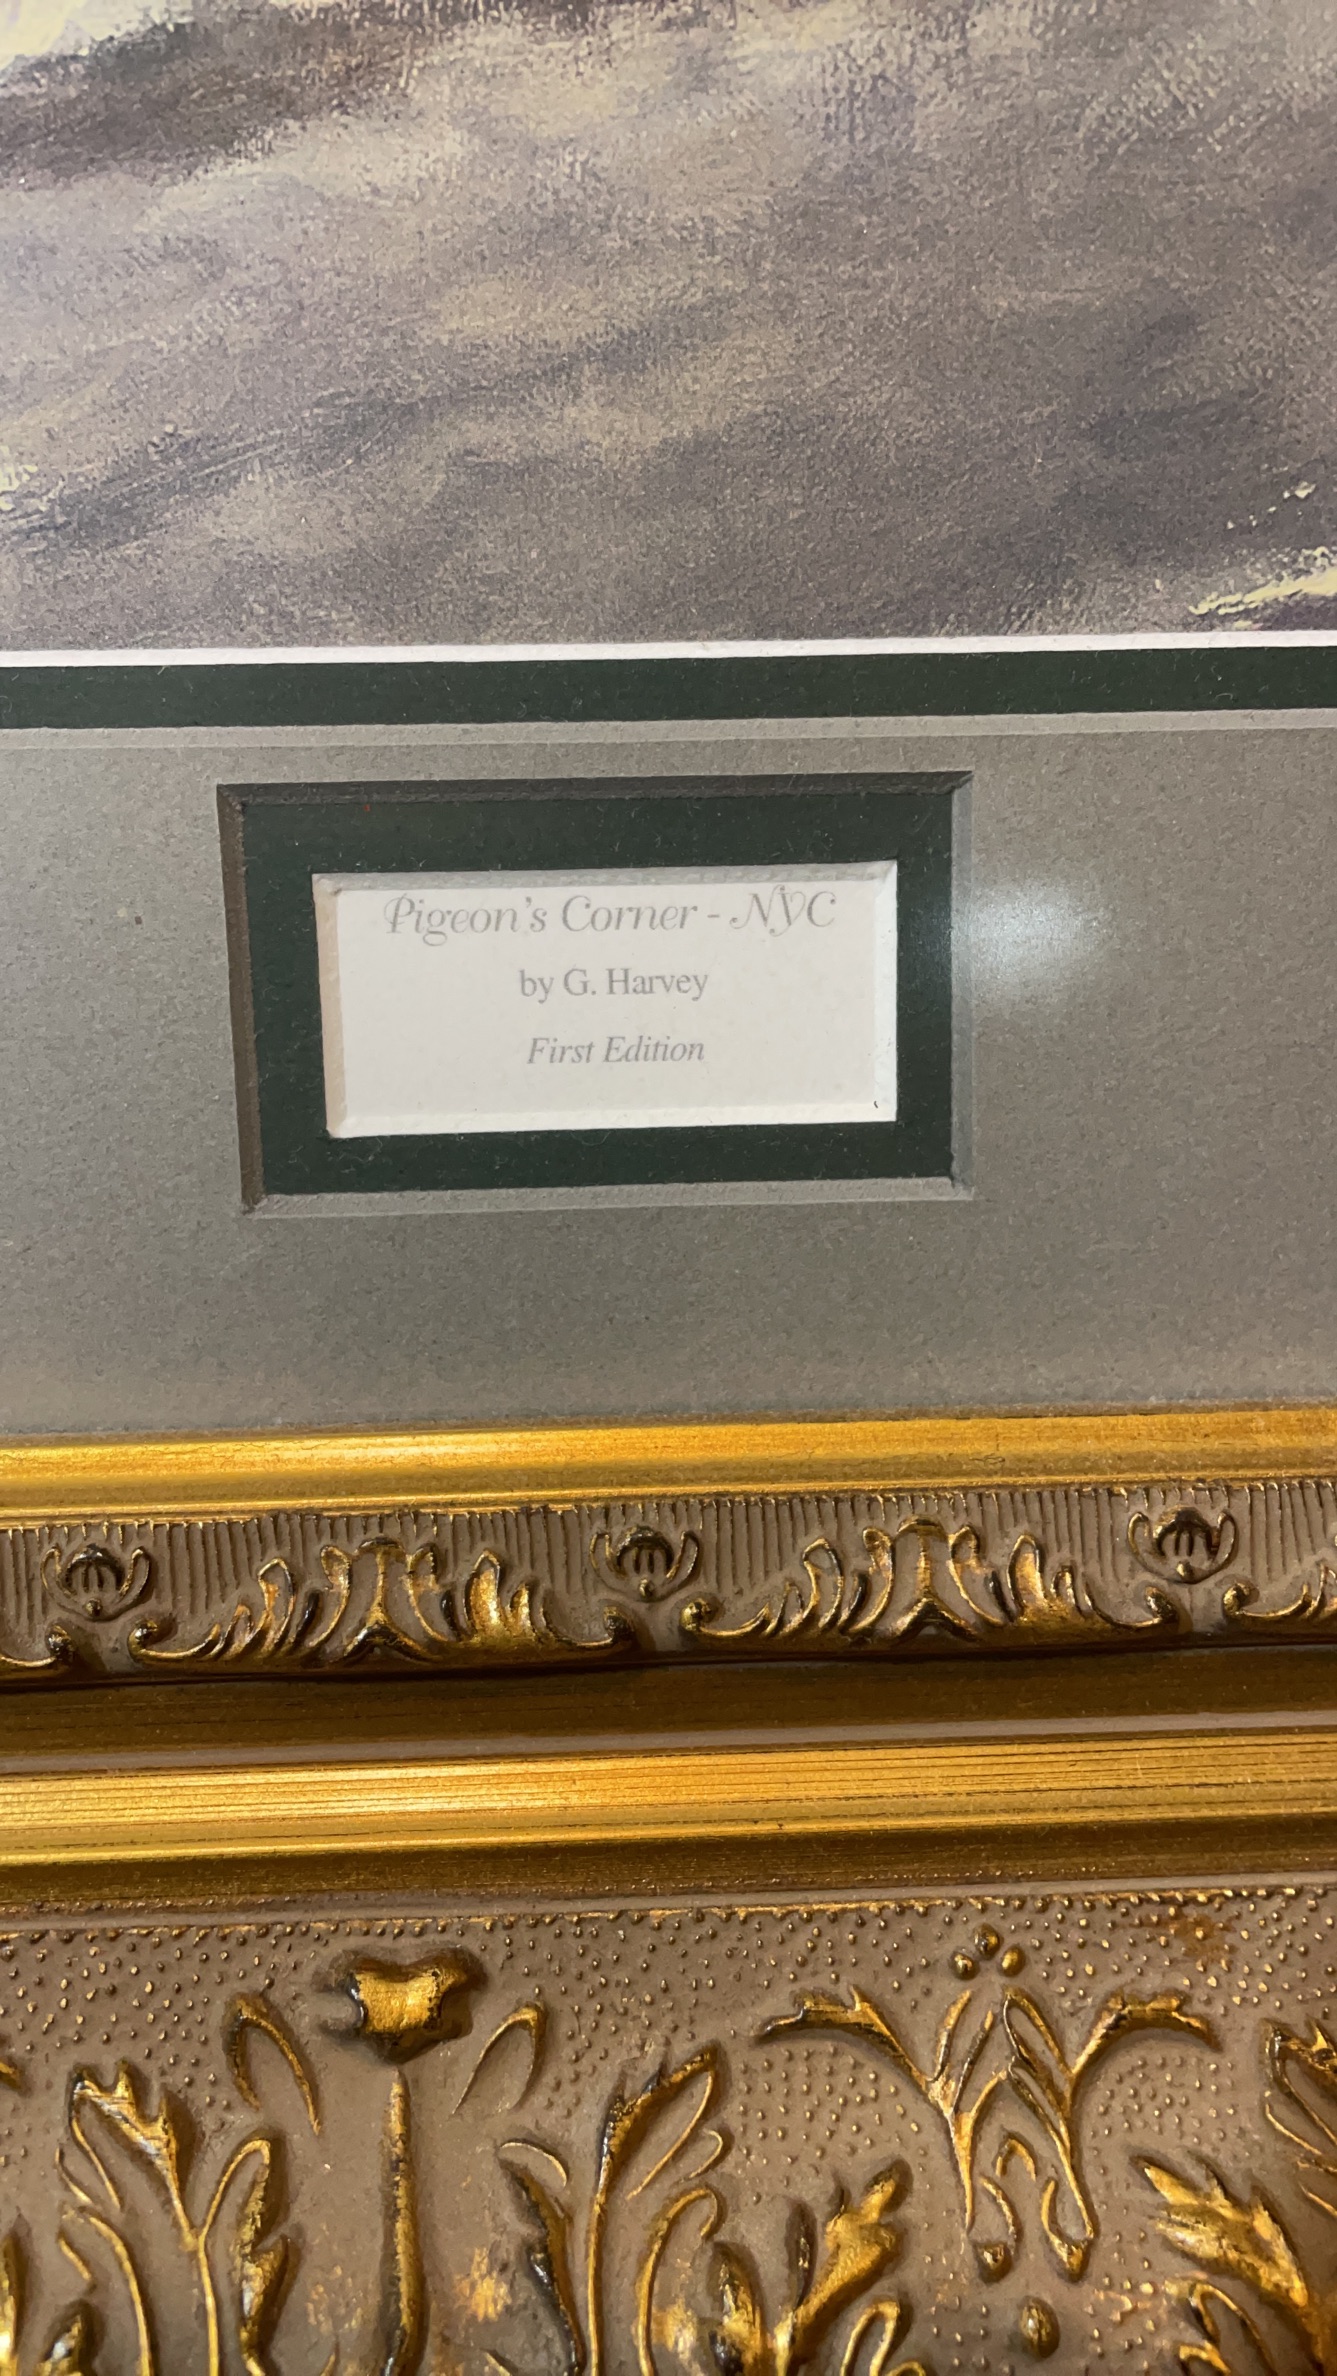 Pigeon's Corner - NYC
by G. Harvey
First Edition